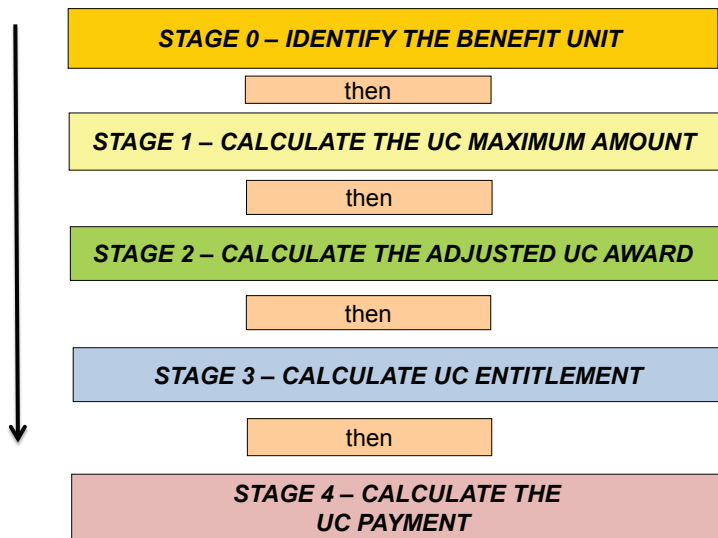 STAGE 0 – IDENTIFY THE BENEFIT UNIT
then
STAGE 1 – CALCULATE THE UC MAXIMUM AMOUNT
then
STAGE 2 – CALCULATE THE ADJUSTED UC AWARD
then
STAGE 3 – CALCULATE UC ENTITLEMENT
then
STAGE 4 – CALCULATE THE
UC PAYMENT